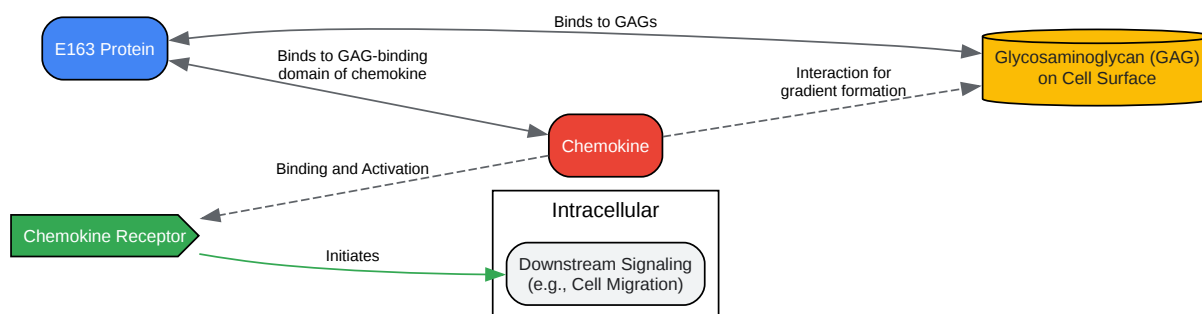 Binds to GAGs
E163 Protein
Binds to GAG-binding
domain of chemokine
Glycosaminoglycan (GAG)
on Cell Surface
Interaction for
gradient formation
Chemokine
Binding and Activation
Intracellular
Chemokine Receptor
Initiates
Downstream Signaling
(e.g., Cell Migration)